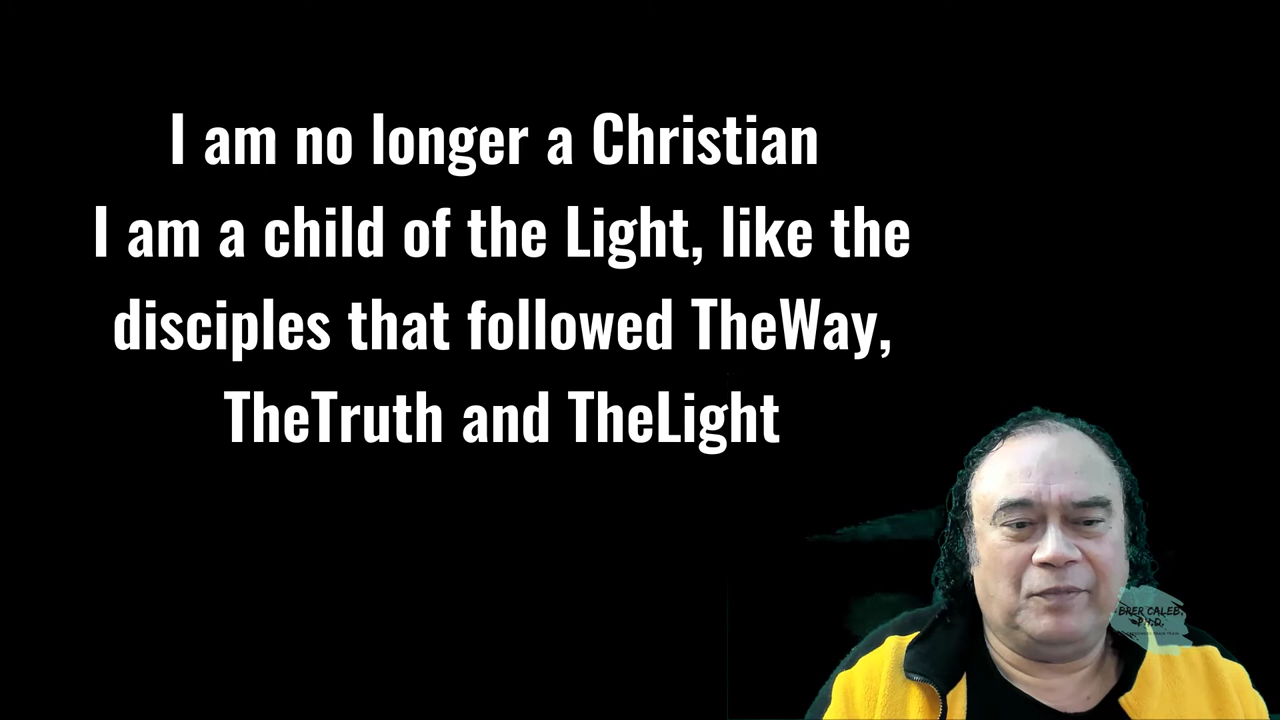 I am no longer a Christian
I am a child of the Light, like the
disciples that followed TheWay,
TheTruth and TheLight
BRER CALEB,
PH.D.